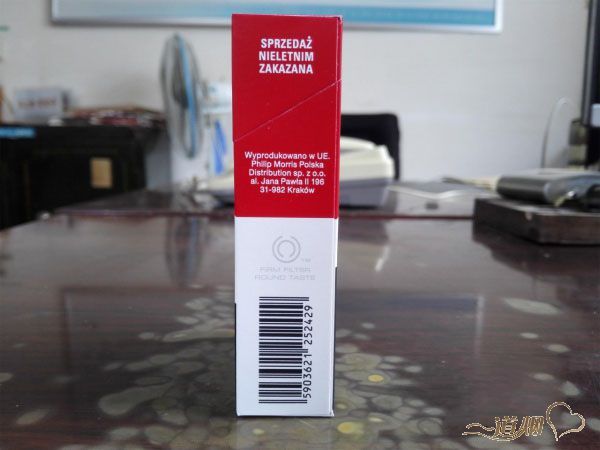 SPRZEDAŻ
NIELETNIM
ZAKAZANA
Wyprodukowano w UE.
Philip Morris Polska
Distribution sp. z o.o.
al. Jana Pawła II 196
31-982 Kraków
TM
FIRM FILTER
ROUND TASTE
5903621 252429